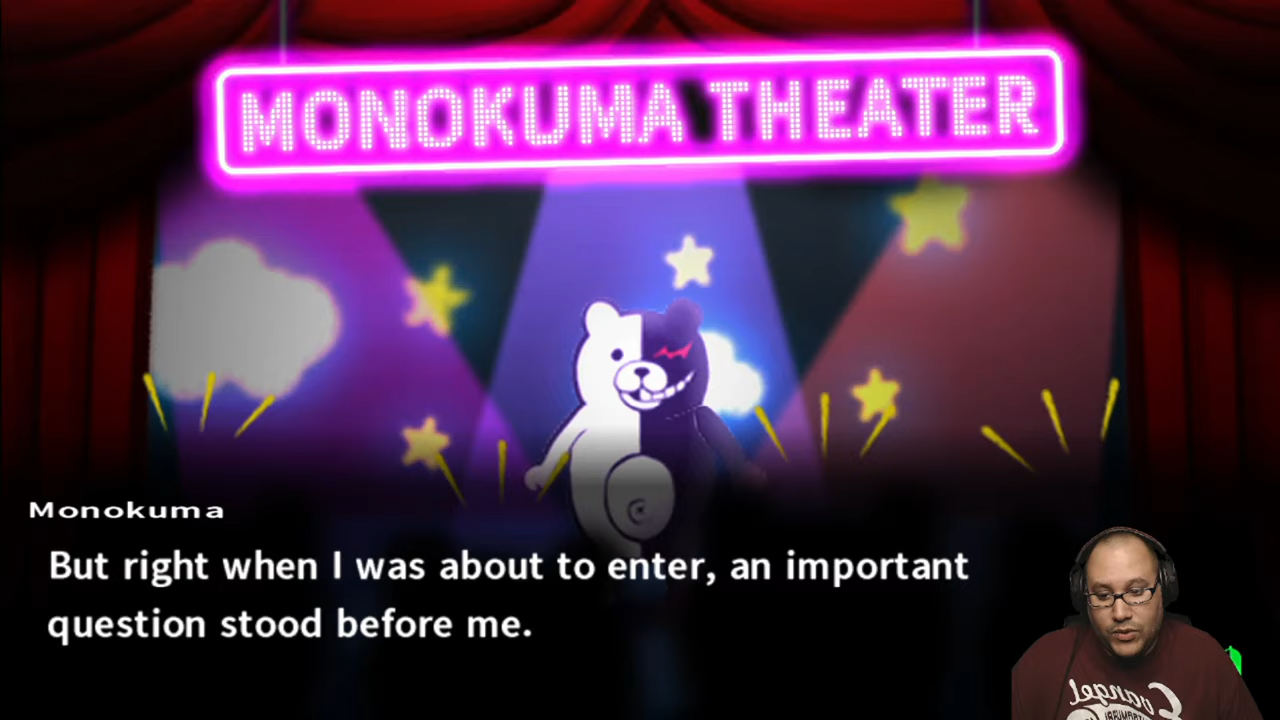 MONOKUMA THEATER
Monokuma
But right when I was about to enter, an important
question stood before me.